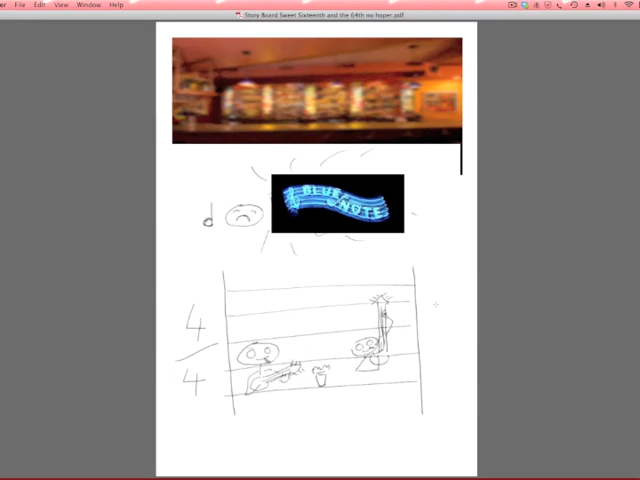 File Edit View Window Help
Story Board Sweet Sixteenth and the 64th no hoper.pdf
BLUE
NOTE
4
4